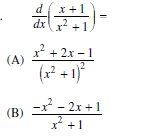 d/dx ( (x + 1)/(x² + 1) ) =
(A) (x² + 2x − 1)/(x² + 1)²
(B) (−x² − 2x + 1)/(x² + 1)